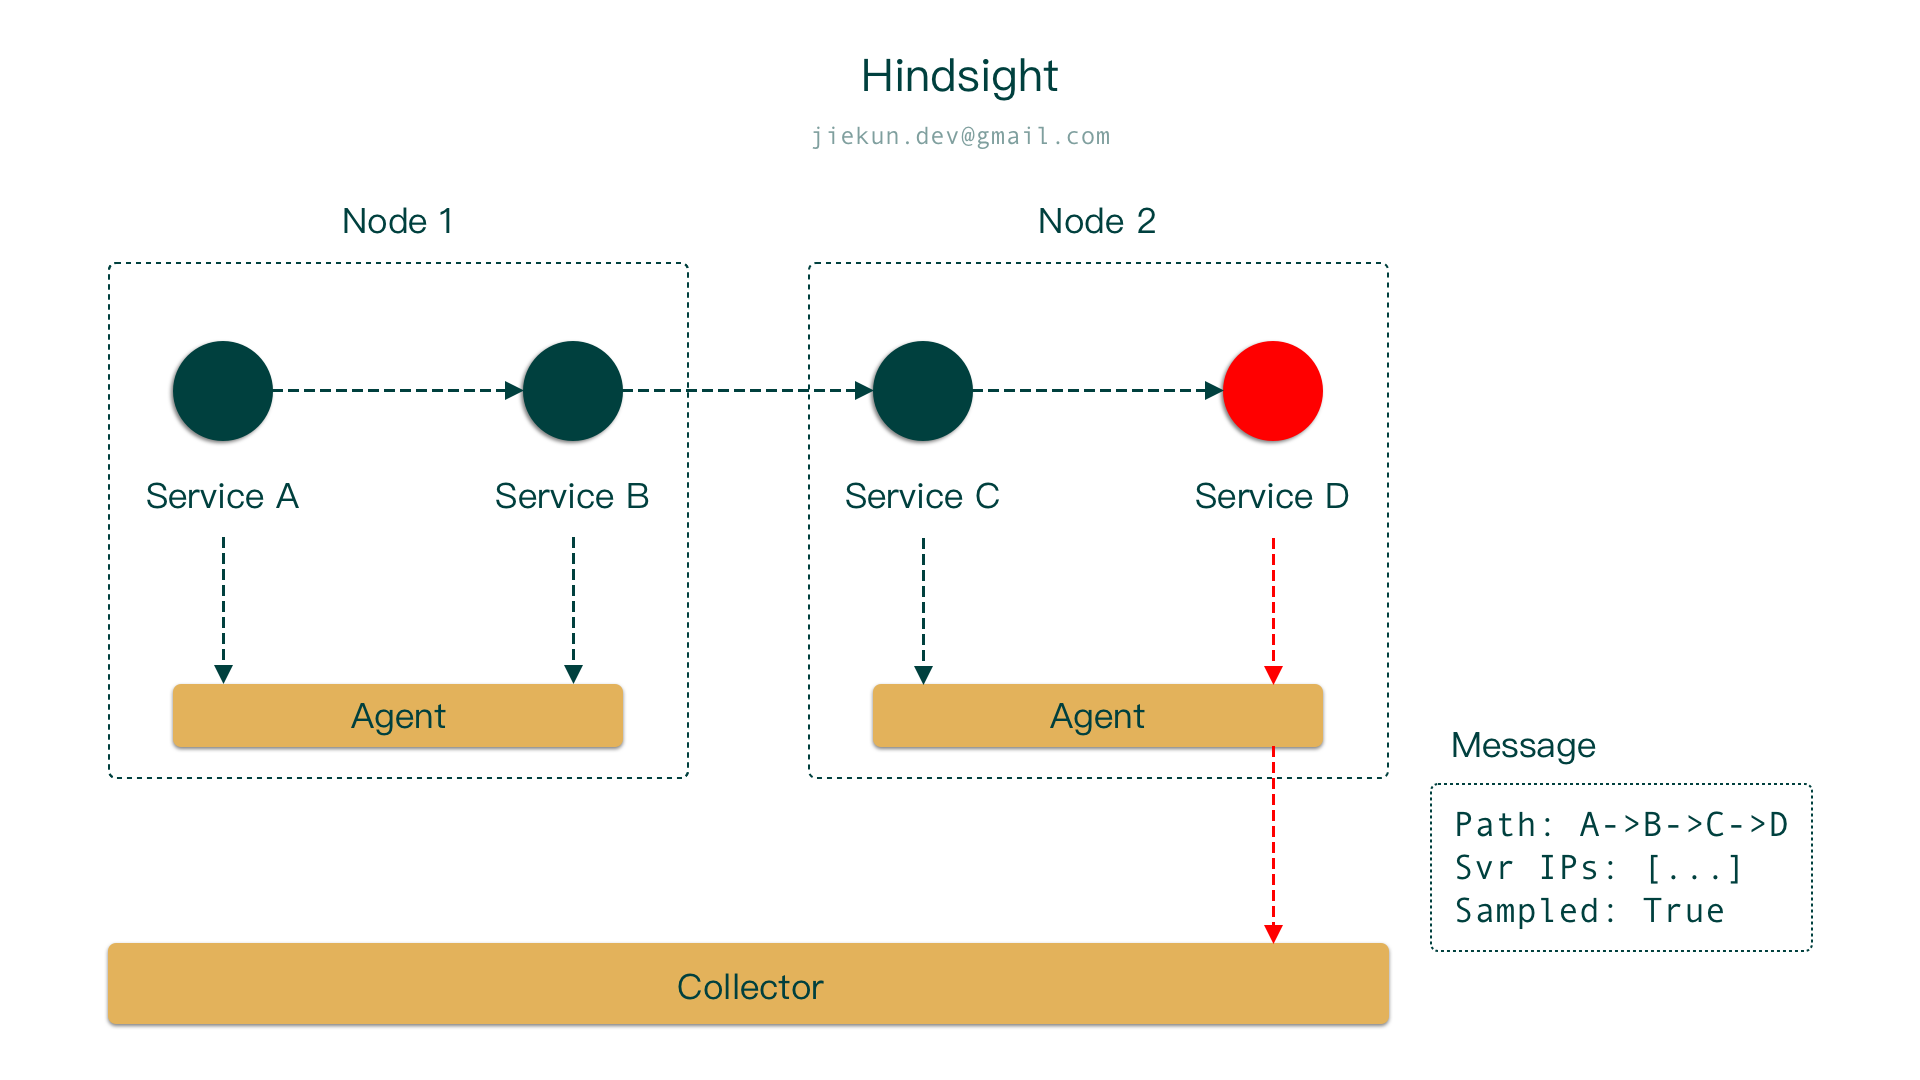 Hindsight
jiekun.dev@gmail.com
Node 1
Node 2
Service A
Service B
Service C
Service D
Agent
Agent
Message
Path: A->B->C->D
Svr IPs: [...]
Sampled: True
Collector